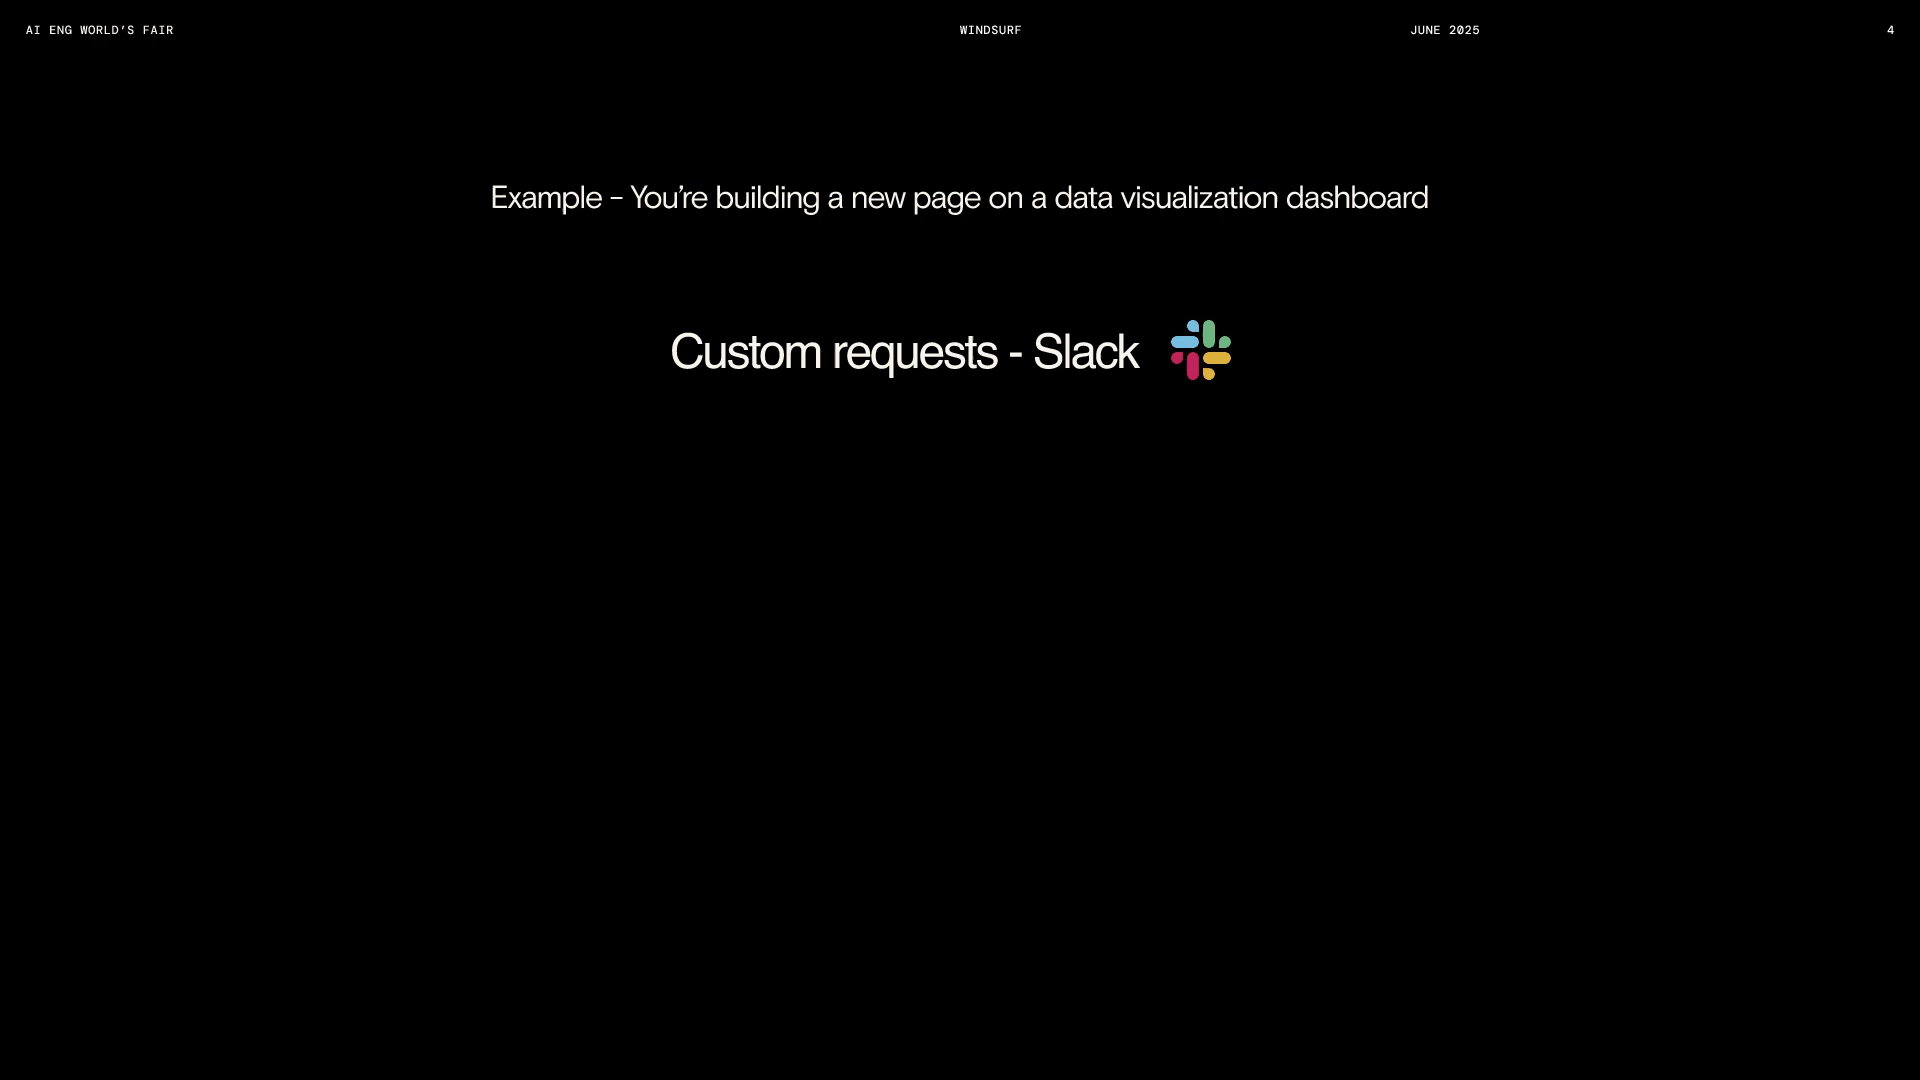 AI ENG WORLD’S FAIR
WINDSURF
JUNE 2025
4
Example – You’re building a new page on a data visualization dashboard
Custom requests - Slack